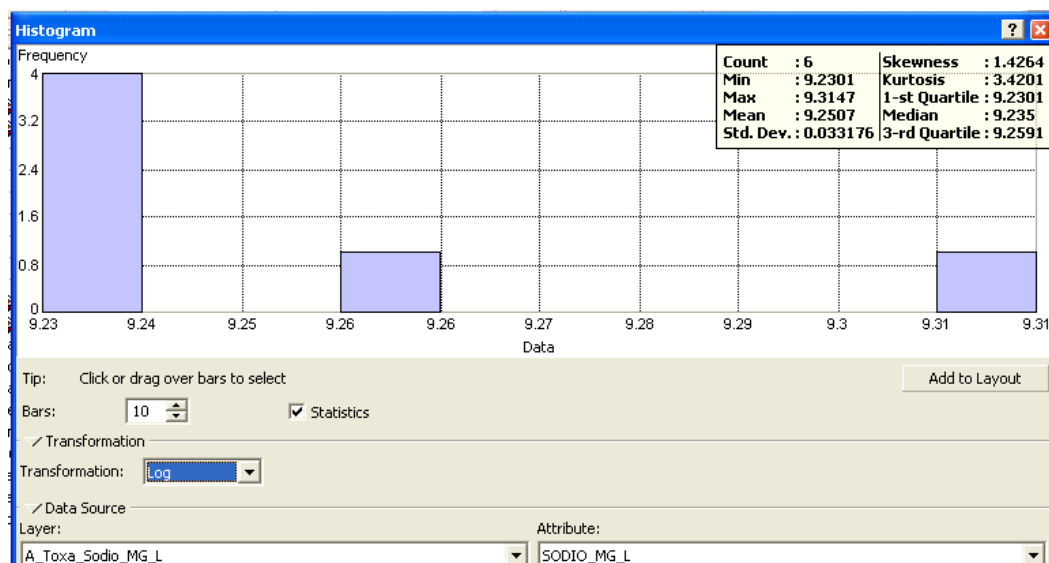 Histogram
Frequency
Count : 6 Skewness : 1.4264
Min : 9.2301 Kurtosis : 3.4201
Max : 9.3147 1-st Quartile : 9.2301
Mean : 9.2507 Median : 9.235
Std. Dev. : 0.033176 3-rd Quartile : 9.2591
4
3.2
2.4
1.6
0.8
0
9.23 9.24 9.25 9.26 9.26 9.27 9.28 9.29 9.3 9.31 9.31
Data
Tip: Click or drag over bars to select Add to Layout
Bars: 10 Statistics
Transformation
Transformation: Log
Data Source
Layer: Attribute:
A_Toxa_Sodio_MG_L SODIO_MG_L